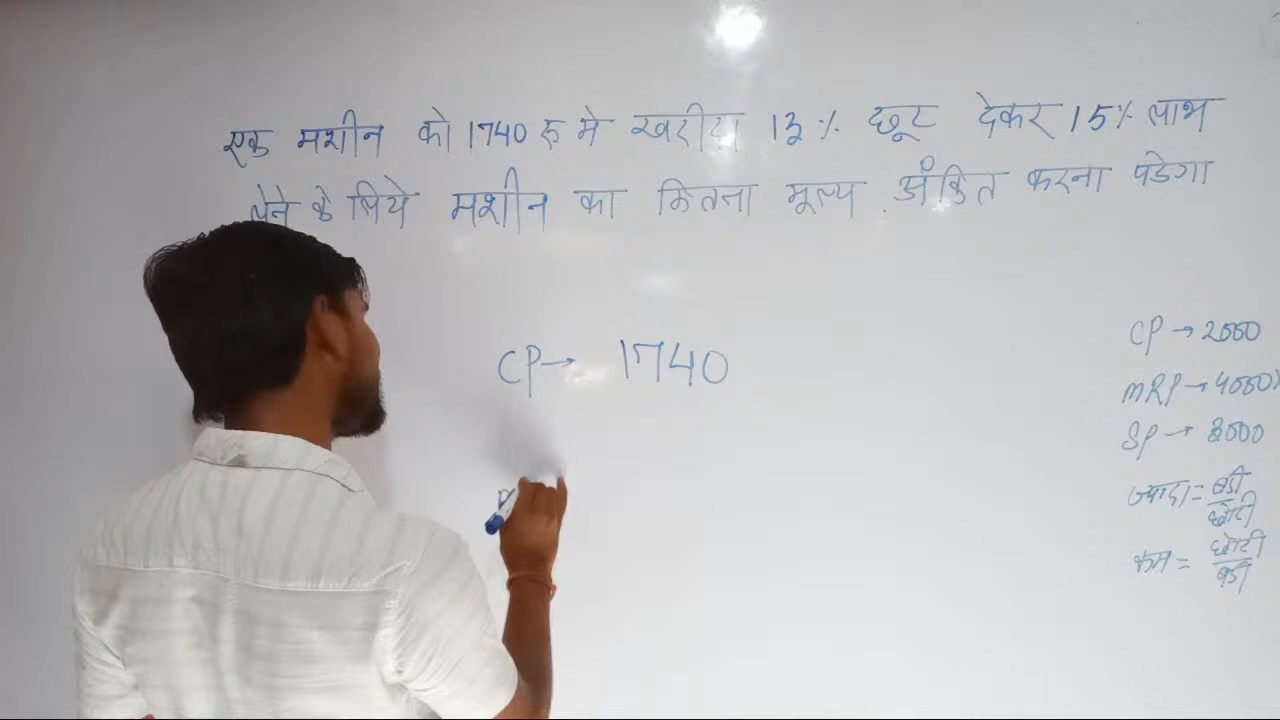 एक मशीन को 1740 रु मे खरीदा 13 % छूट देकर 15% लाभ
लेने के लिये मशीन का कितना मूल्य अंकित करना पडेगा
CP → 1740
CP → 2000
MRP → 4000
SP → 3000
ज्यादा = बडी / छोटी
कम = छोटी / बडी